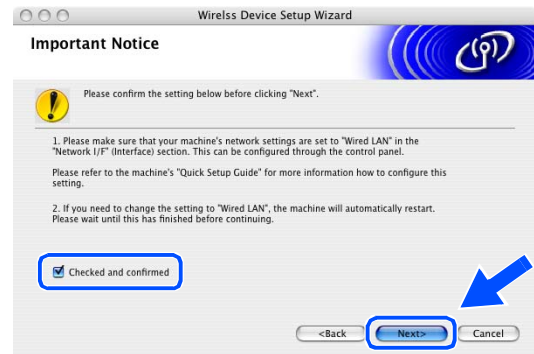 Wirelss Device Setup Wizard
Important Notice
Please confirm the setting below before clicking "Next".
1. Please make sure that your machine's network settings are set to "Wired LAN" in the
"Network I/F" (Interface) section. This can be configured through the control panel.
Please refer to the machine's "Quick Setup Guide" for more information how to configure this
setting.
2. If you need to change the setting to "Wired LAN", the machine will automatically restart.
Please wait until this has finished before continuing.
Checked and confirmed
<Back Next> Cancel